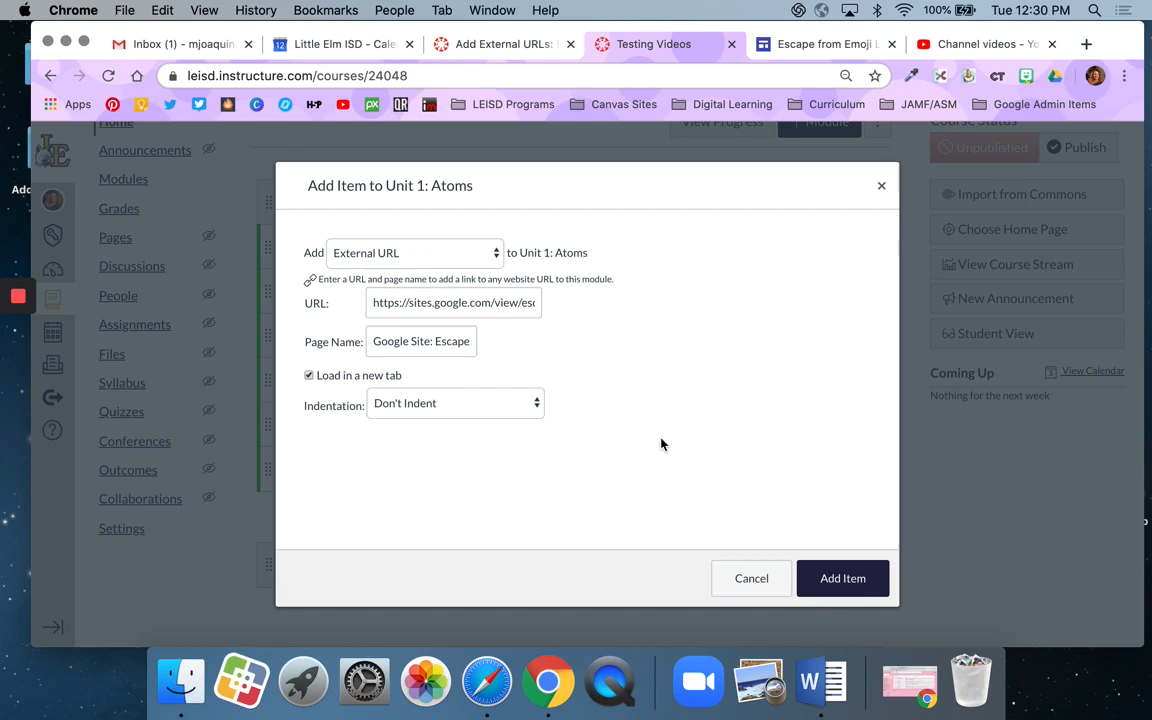 Chrome File Edit View History Bookmarks People Tab Window Help 100% Tue 12:30 PM
Inbox (1) - mjoaquin
Little Elm ISD - Cale
Add External URLs:
Testing Videos
Escape from Emoji L
Channel videos - Yo
leisd.instructure.com/courses/24048
Apps
LEISD Programs
Canvas Sites
Digital Learning
Curriculum
JAMF/ASM
Google Admin Items
Home
View Progress
+ Module
Course Status
Announcements
Modules
Grades
Pages
Discussions
People
Assignments
Files
Syllabus
Quizzes
Conferences
Outcomes
Collaborations
Settings
Add Item to Unit 1: Atoms
Add External URL to Unit 1: Atoms
Enter a URL and page name to add a link to any website URL to this module.
URL: https://sites.google.com/view/esc
Page Name: Google Site: Escape
Load in a new tab
Indentation: Don't Indent
Cancel
Add Item
Unpublished
Publish
Import from Commons
Choose Home Page
View Course Stream
New Announcement
Student View
Coming Up
View Calendar
Nothing for the next week